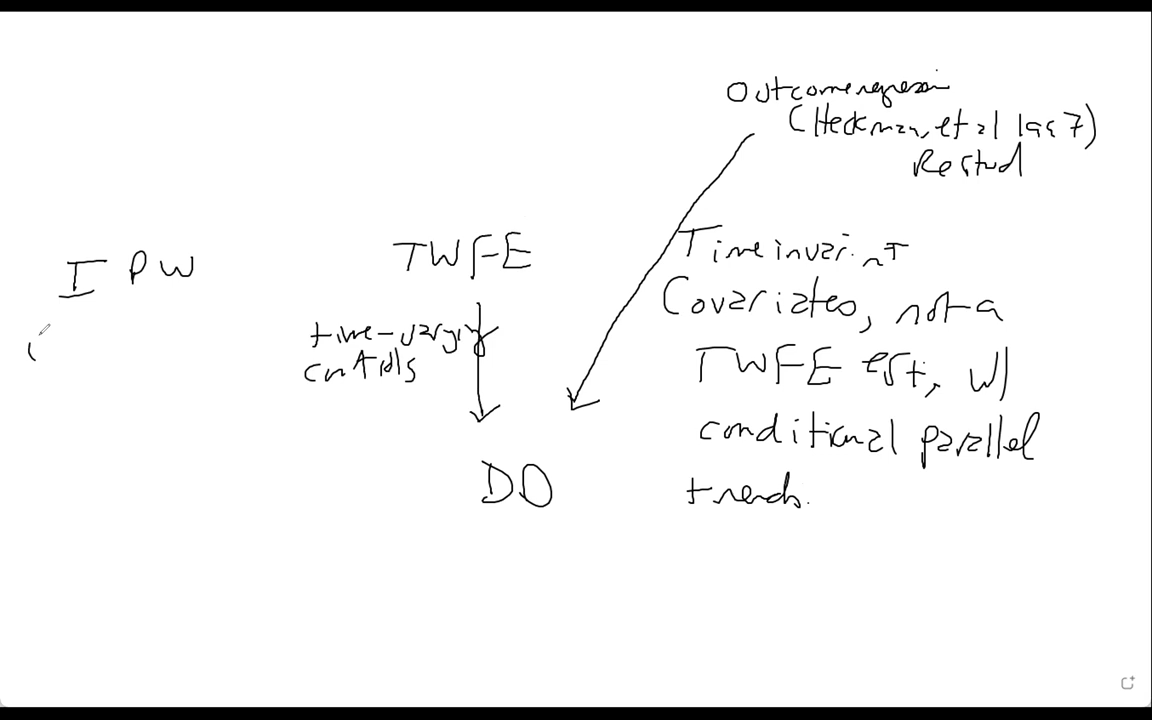 Outcome regression
(Heckman, et al 1997)
Restud
IPW
TWFE
time-varying
controls
Time invariant
Covariates, not a
TWFE est, w/
conditional parallel
trends.
DD
(